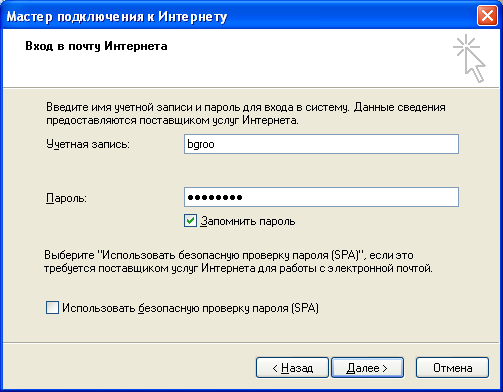 Мастер подключения к Интернету
Вход в почту Интернета
Введите имя учетной записи и пароль для входа в систему. Данные сведения
предоставляются поставщиком услуг Интернета.
Учетная запись: bgroo
Пароль: ●●●●●●●●
Запомнить пароль
Выберите "Использовать безопасную проверку пароля (SPA)", если это
требуется поставщиком услуг Интернета для работы с электронной почтой.
Использовать безопасную проверку пароля (SPA)
< Назад Далее > Отмена